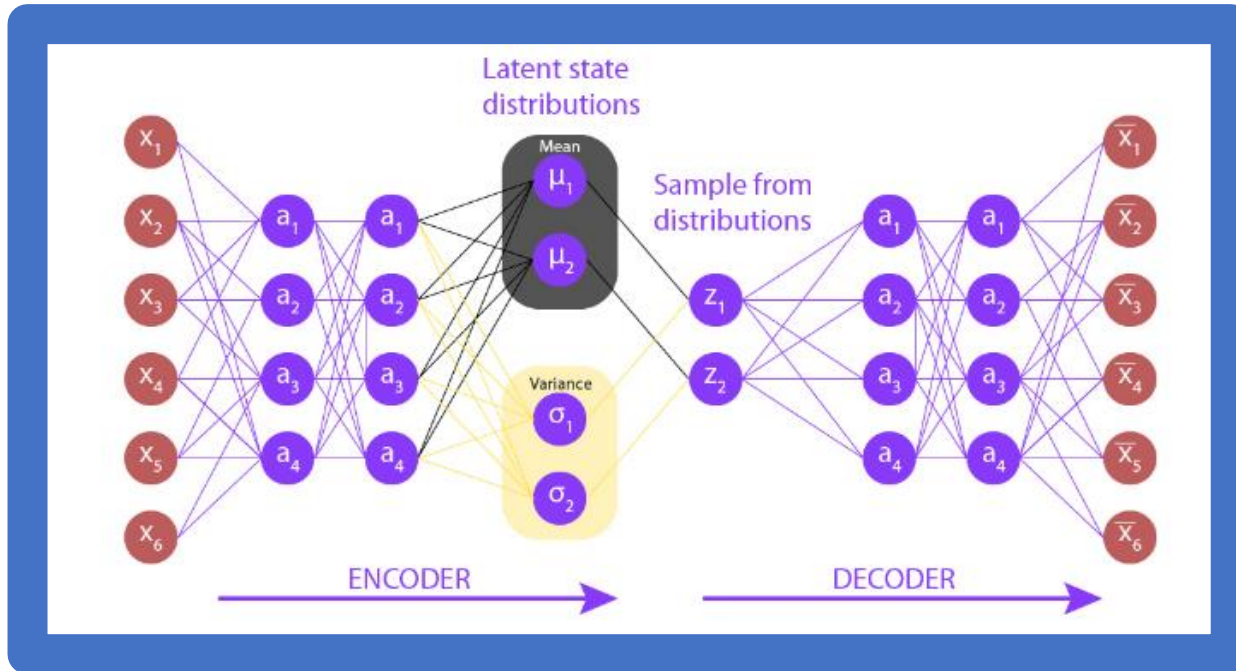 Latent state
distributions
Mean
μ₁
μ₂
Variance
σ₁
σ₂
Sample from
distributions
x₁
x₂
x₃
x₄
x₅
x₆
a₁
a₂
a₃
a₄
a₁
a₂
a₃
a₄
z₁
z₂
a₁
a₂
a₃
a₄
a₁
a₂
a₃
a₄
x̅₁
x̅₂
x̅₃
x̅₄
x̅₅
x̅₆
ENCODER
DECODER